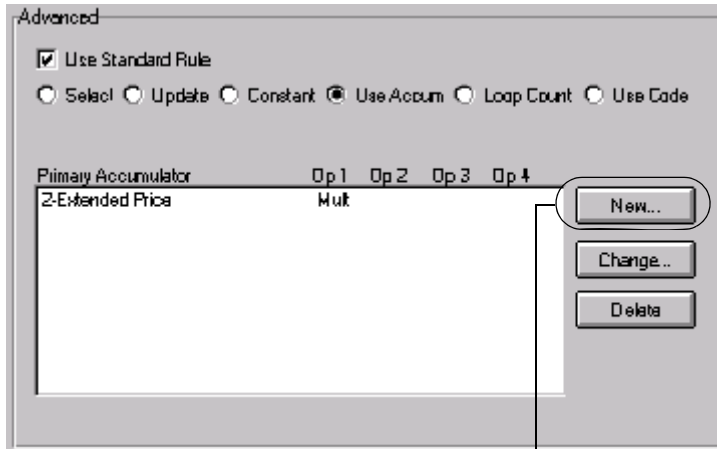 Advanced
Use Standard Rule
Select Update Constant Use Accum Loop Count Use Code
Primary Accumulator Op 1 Op 2 Op 3 Op 4
2-Extended Price Mult
New...
Change...
Delete